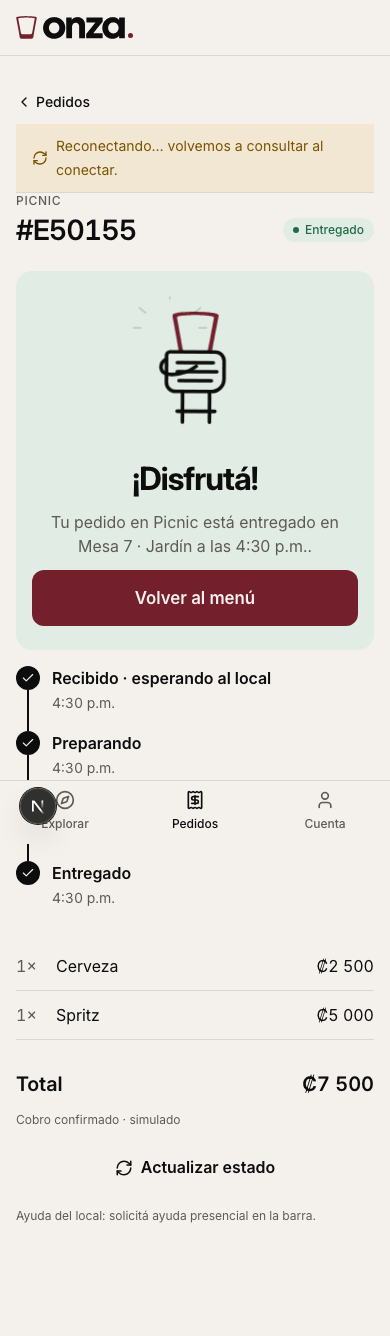 onza.
Pedidos
Reconectando... volvemos a consultar al
conectar.
PICNIC
#E50155
Entregado
¡Disfrutá!
Tu pedido en Picnic está entregado en
Mesa 7 · Jardín a las 4:30 p.m..
Volver al menú
Recibido · esperando al local
4:30 p.m.
Preparando
4:30 p.m.
N
Explorar
Pedidos
Cuenta
Entregado
4:30 p.m.
1× Cerveza ₡2 500
1× Spritz ₡5 000
Total ₡7 500
Cobro confirmado · simulado
Actualizar estado
Ayuda del local: solicitá ayuda presencial en la barra.